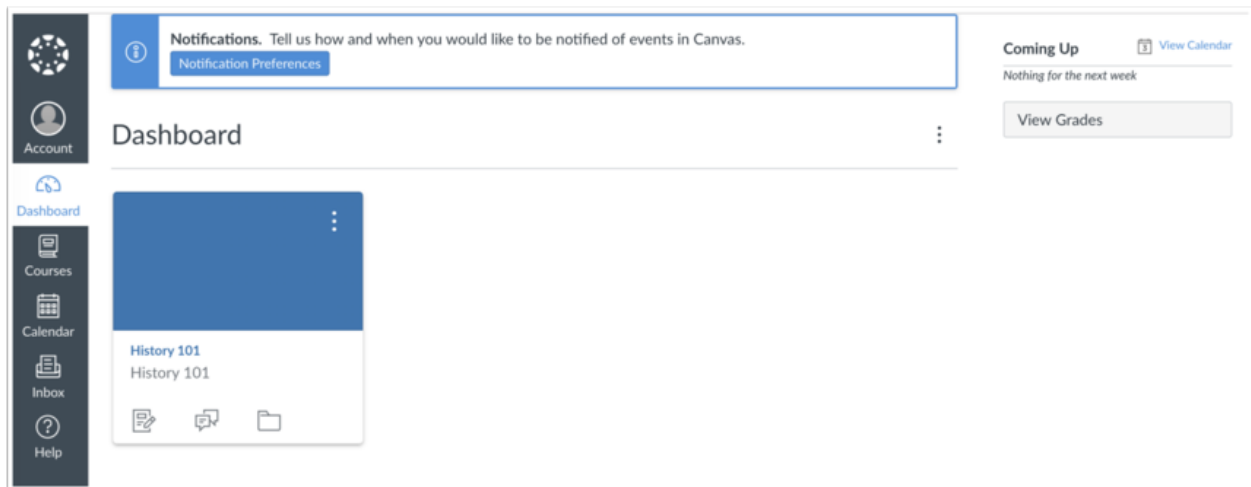 Account
Dashboard
Courses
Calendar
Inbox
Help
Notifications. Tell us how and when you would like to be notified of events in Canvas.
Notification Preferences
Dashboard
History 101
History 101
Coming Up
View Calendar
Nothing for the next week
View Grades